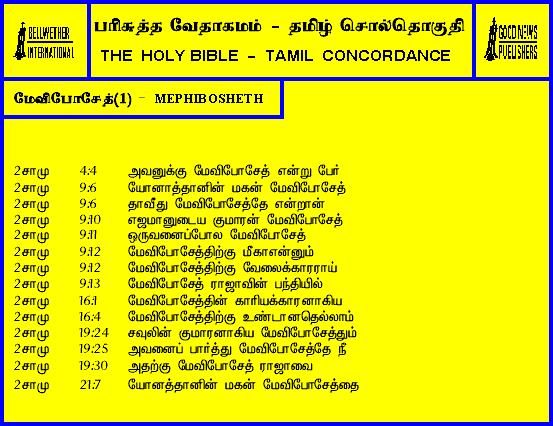 BELLWETHER
INTERNATIONAL
பரிசுத்த வேதாகமம் - தமிழ் சொல்தொகுதி
THE HOLY BIBLE - TAMIL CONCORDANCE
GOOD NEWS
PUBLISHERS
மேவிபோசேத்(1) - MEPHIBOSHETH
2சாமு 4:4 அவனுக்கு மேவிபோசேத் என்று பேர்
2சாமு 9:6 யோனாத்தானின் மகன் மேவிபோசேத்
2சாமு 9:6 தாவீது மேவிபோசேத்தே என்றான்
2சாமு 9:10 எஜமானுடைய குமாரன் மேவிபோசேத்
2சாமு 9:11 ஒருவனைப்போல மேவிபோசேத்
2சாமு 9:12 மேவிபோசேத்திற்கு மீகாஎன்னும்
2சாமு 9:12 மேவிபோசேத்திற்கு வேலைக்காரராய்
2சாமு 9:13 மேவிபோசேத் ராஜாவின் பந்தியில்
2சாமு 16:1 மேவிபோசேத்தின் காரியக்காரனாகிய
2சாமு 16:4 மேவிபோசேத்திற்கு உண்டானதெல்லாம்
2சாமு 19:24 சவுலின் குமாரனாகிய மேவிபோசேத்தும்
2சாமு 19:25 அவனைப் பார்த்து மேவிபோசேத்தே நீ
2சாமு 19:30 அதற்கு மேவிபோசேத் ராஜாவை
2சாமு 21:7 யோனத்தானின் மகன் மேவிபோசேத்தை